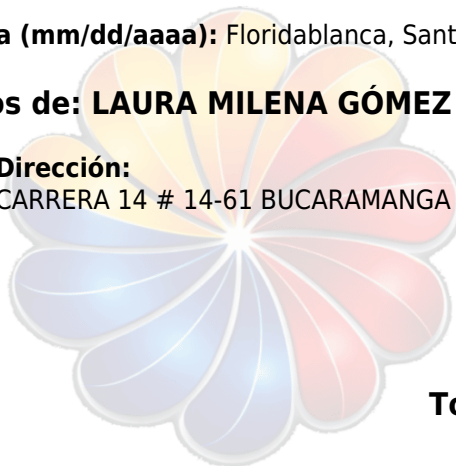 a (mm/dd/aaaa): Floridablanca, Sant
os de: LAURA MILENA GÓMEZ
Dirección:
CARRERA 14 # 14-61 BUCARAMANGA
To